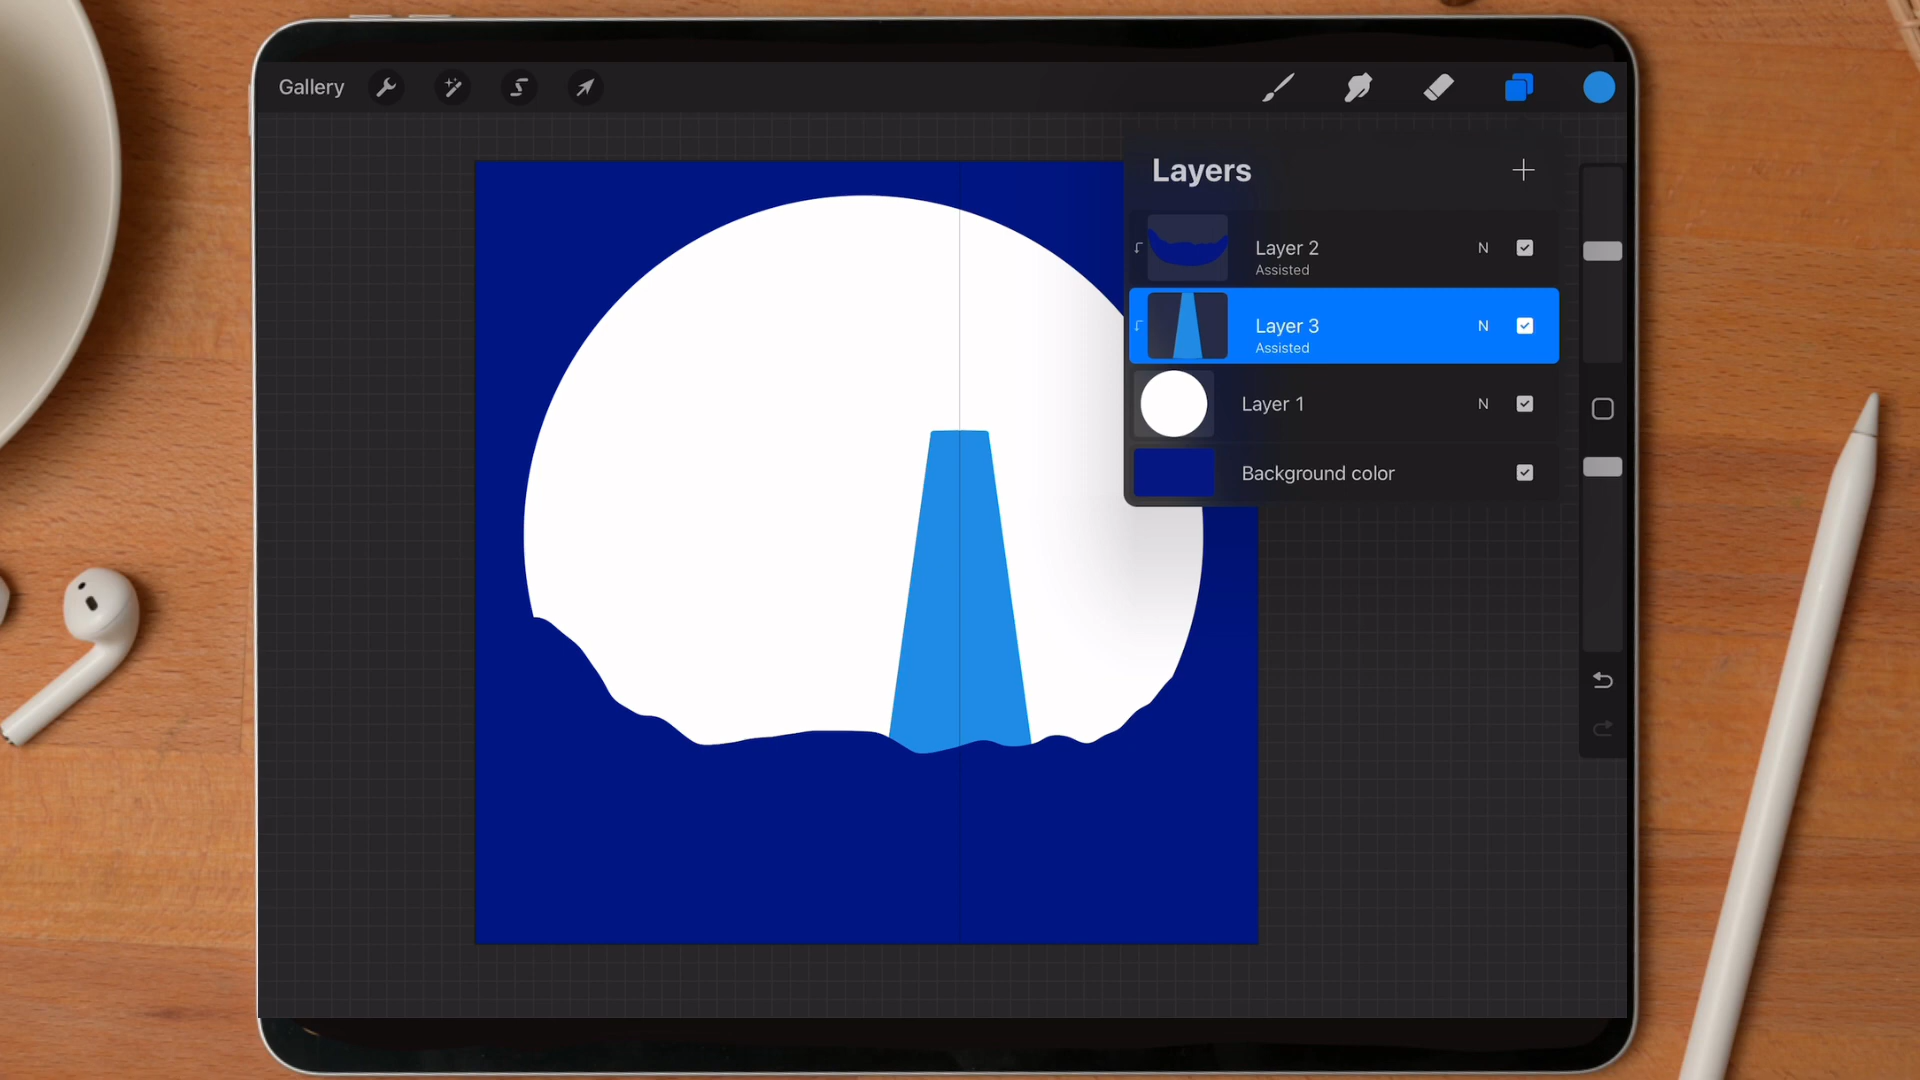 Gallery
Layers
Layer 2
N
Assisted
Layer 3
N
Assisted
Layer 1
N
Background color